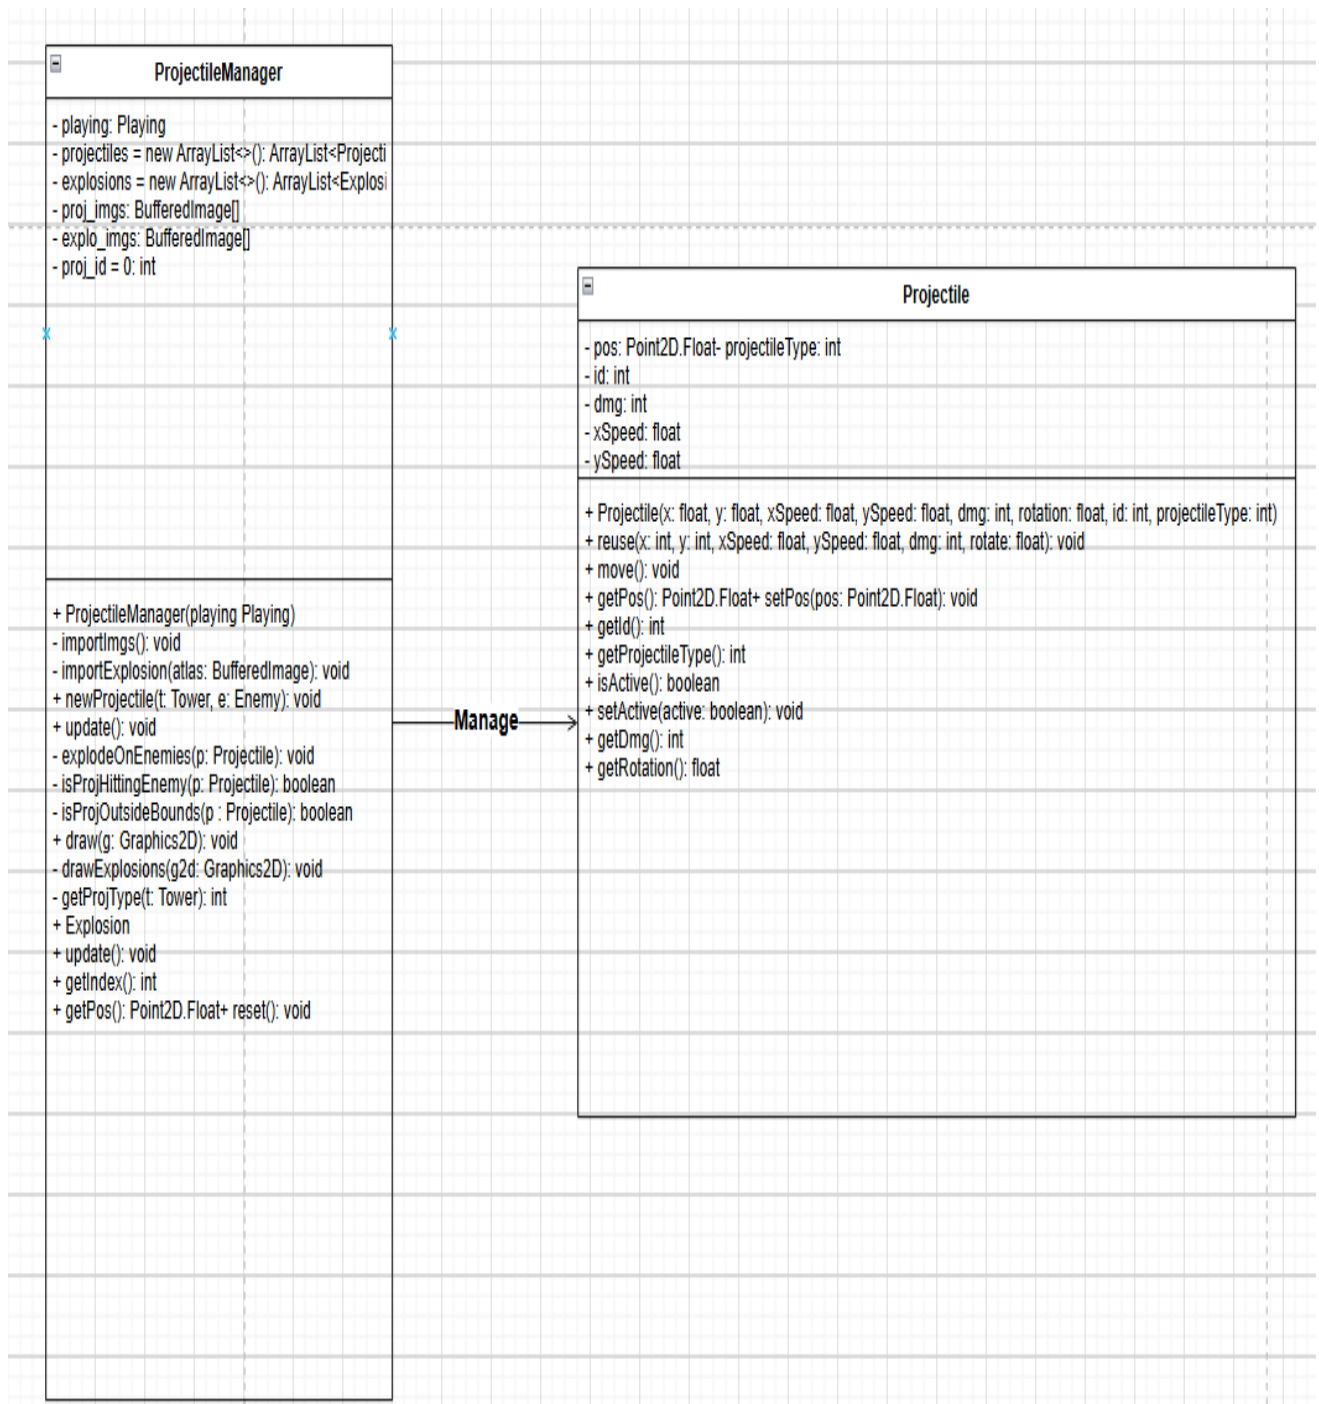 ProjectileManager
- playing: Playing
- projectiles = new ArrayList<>(): ArrayList<Projecti
- explosions = new ArrayList<>(): ArrayList<Explosi
- proj_imgs: BufferedImage[]
- explo_imgs: BufferedImage[]
- proj_id = 0: int
+ ProjectileManager(playing Playing)
- importImgs(): void
- importExplosion(atlas: BufferedImage): void
+ newProjectile(t: Tower, e: Enemy): void
+ update(): void
- explodeOnEnemies(p: Projectile): void
- isProjHittingEnemy(p: Projectile): boolean
- isProjOutsideBounds(p : Projectile): boolean
+ draw(g: Graphics2D): void
- drawExplosions(g2d: Graphics2D): void
- getProjType(t: Tower): int
+ Explosion
+ update(): void
+ getIndex(): int
+ getPos(): Point2D.Float+ reset(): void
Manage
Projectile
- pos: Point2D.Float- projectileType: int
- id: int
- dmg: int
- xSpeed: float
- ySpeed: float
+ Projectile(x: float, y: float, xSpeed: float, ySpeed: float, dmg: int, rotation: float, id: int, projectileType: int)
+ reuse(x: int, y: int, xSpeed: float, ySpeed: float, dmg: int, rotate: float): void
+ move(): void
+ getPos(): Point2D.Float+ setPos(pos: Point2D.Float): void
+ getId(): int
+ getProjectileType(): int
+ isActive(): boolean
+ setActive(active: boolean): void
+ getDmg(): int
+ getRotation(): float